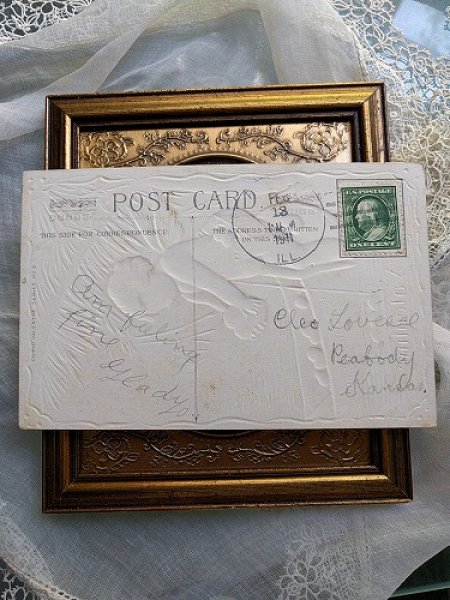 POST CARD
THIS SIDE FOR CORRESPONDENCE
THE ADDRESS TO BE WRITTEN
ON THIS SIDE
FEB
13
1911
ILL.
U.S. POSTAGE
ONE CENT
Am feeling
fine
Gladys
Cleo
Peabody
Kansas.